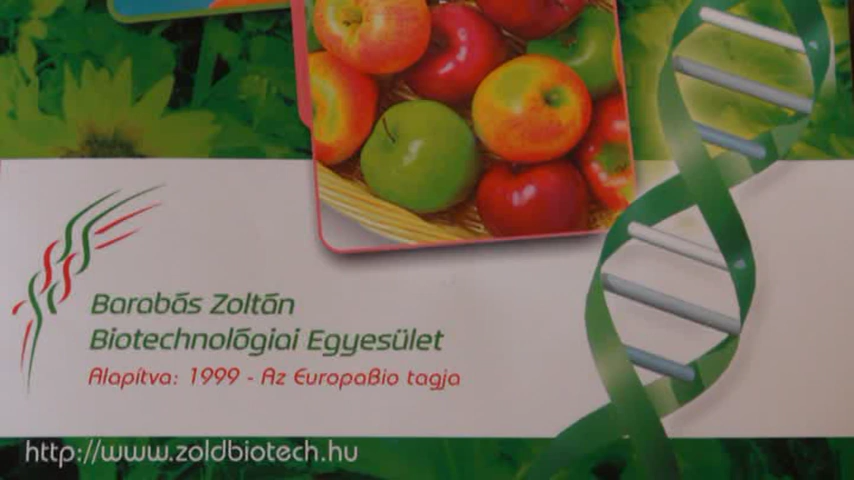 Barabás Zoltán
Biotechnológiai Egyesület
Alapítva: 1999 - Az EuropaBio tagja
http://www.zoldbiotech.hu